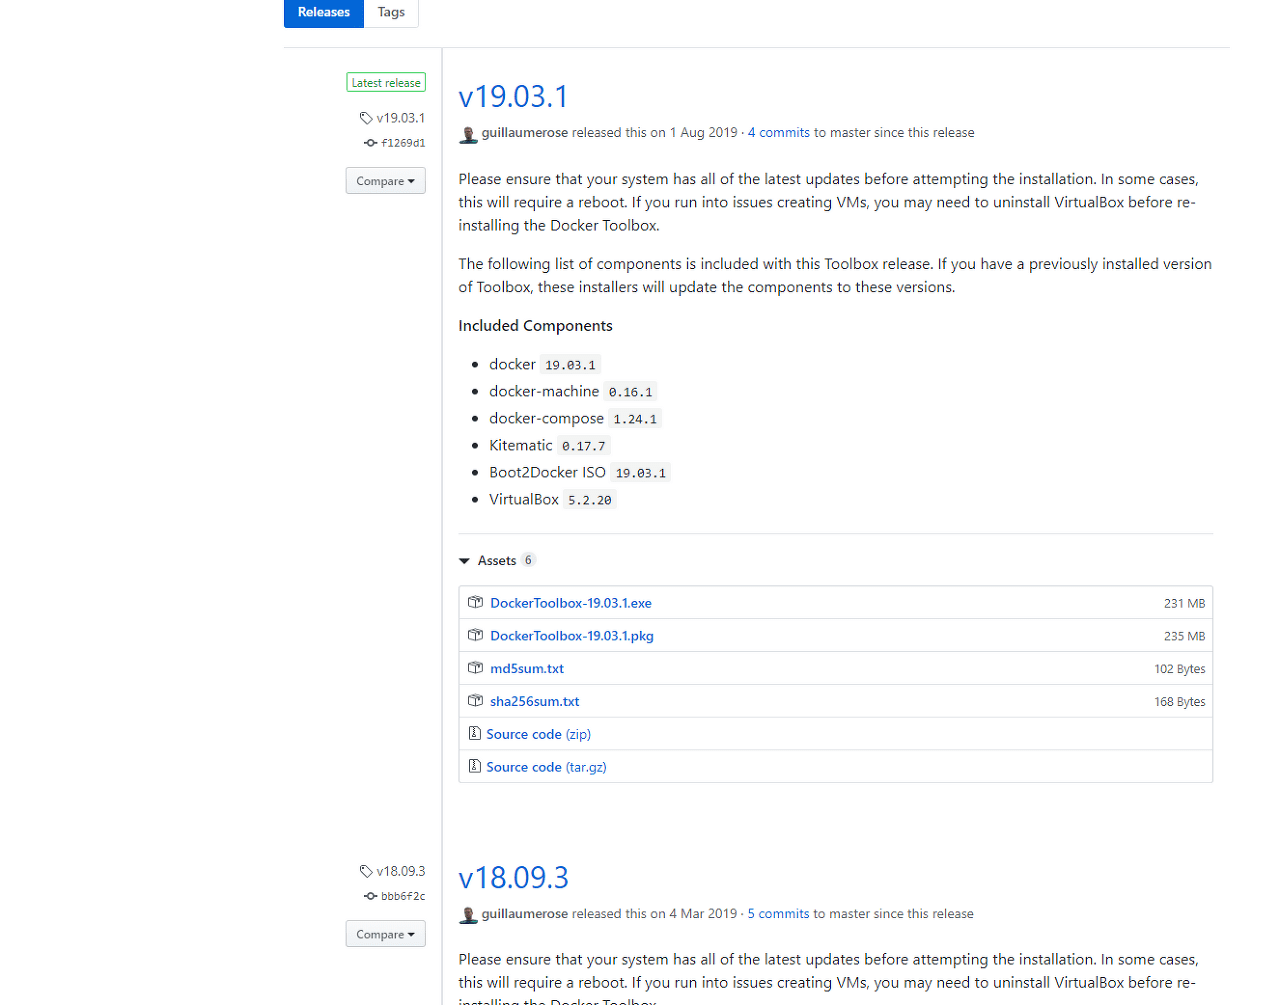 Releases Tags
Latest release
v19.03.1
f1269d1
Compare
v19.03.1
guillaumerose released this on 1 Aug 2019 · 4 commits to master since this release
Please ensure that your system has all of the latest updates before attempting the installation. In some cases,
this will require a reboot. If you run into issues creating VMs, you may need to uninstall VirtualBox before re-
installing the Docker Toolbox.
The following list of components is included with this Toolbox release. If you have a previously installed version
of Toolbox, these installers will update the components to these versions.
Included Components
docker 19.03.1
docker-machine 0.16.1
docker-compose 1.24.1
Kitematic 0.17.7
Boot2Docker ISO 19.03.1
VirtualBox 5.2.20
Assets 6
DockerToolbox-19.03.1.exe 231 MB
DockerToolbox-19.03.1.pkg 235 MB
md5sum.txt 102 Bytes
sha256sum.txt 168 Bytes
Source code (zip)
Source code (tar.gz)
v18.09.3
bbb6f2c
Compare
v18.09.3
guillaumerose released this on 4 Mar 2019 · 5 commits to master since this release
Please ensure that your system has all of the latest updates before attempting the installation. In some cases,
this will require a reboot. If you run into issues creating VMs, you may need to uninstall VirtualBox before re-
installing the Docker Toolbox.